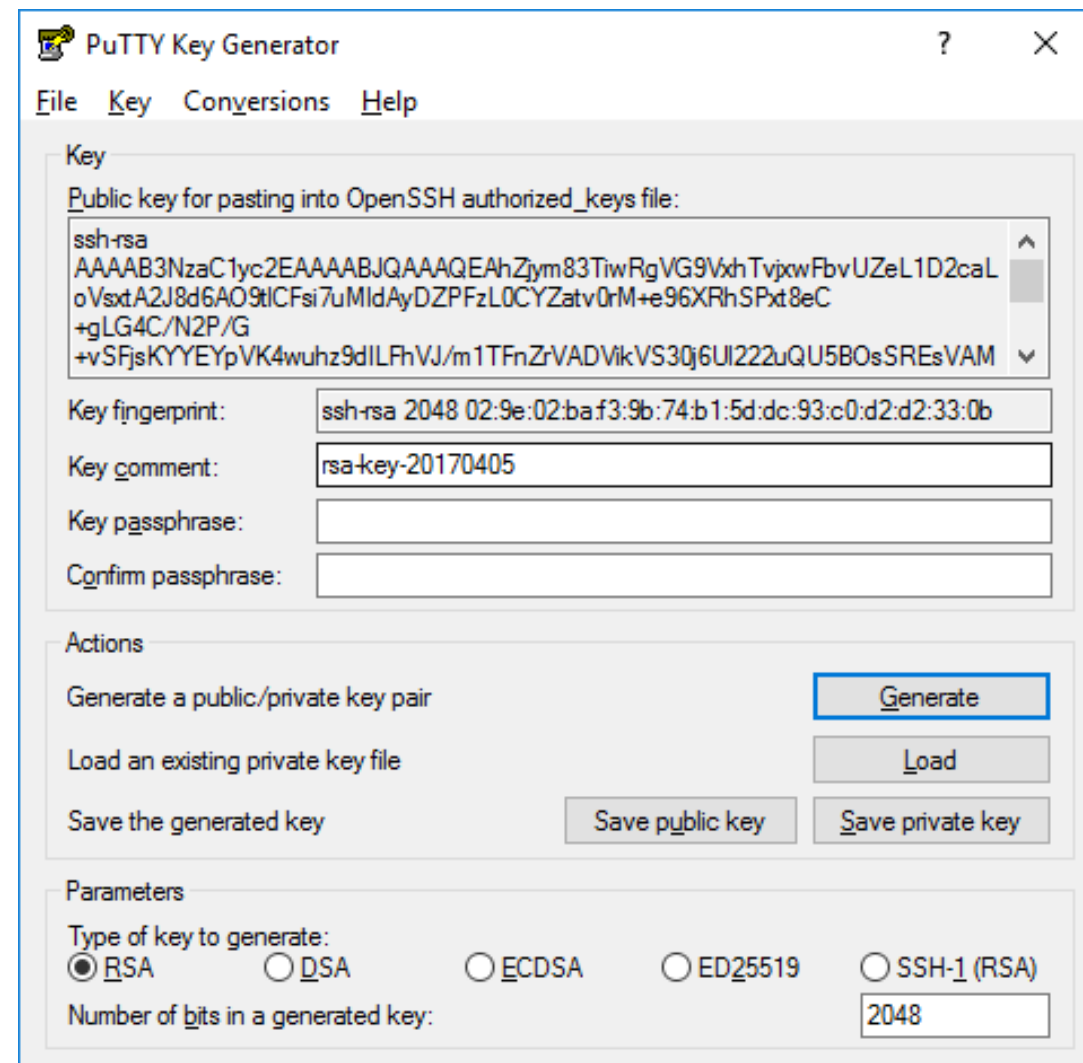 PuTTY Key Generator
?
File Key Conversions Help
Key
Public key for pasting into OpenSSH authorized_keys file:
ssh-rsa
AAAAB3NzaC1yc2EAAAABJQAAAQEAhZjym83TiwRgVG9VxhTvjxwFbvUZeL1D2caL
oVsxtA2J8d6AO9tlCFsi7uMIdAyDZPFzL0CYZatv0rM+e96XRhSPxt8eC
+gLG4C/N2P/G
+vSFjsKYYEYpVK4wuhz9dILFhVJ/m1TFnZrVADVikVS30j6UI222uQU5BOsSREsVAM
Key fingerprint: ssh-rsa 2048 02:9e:02:ba:f3:9b:74:b1:5d:dc:93:c0:d2:d2:33:0b
Key comment: rsa-key-20170405
Key passphrase:
Confirm passphrase:
Actions
Generate a public/private key pair Generate
Load an existing private key file Load
Save the generated key Save public key Save private key
Parameters
Type of key to generate:
RSA DSA ECDSA ED25519 SSH-1 (RSA)
Number of bits in a generated key: 2048